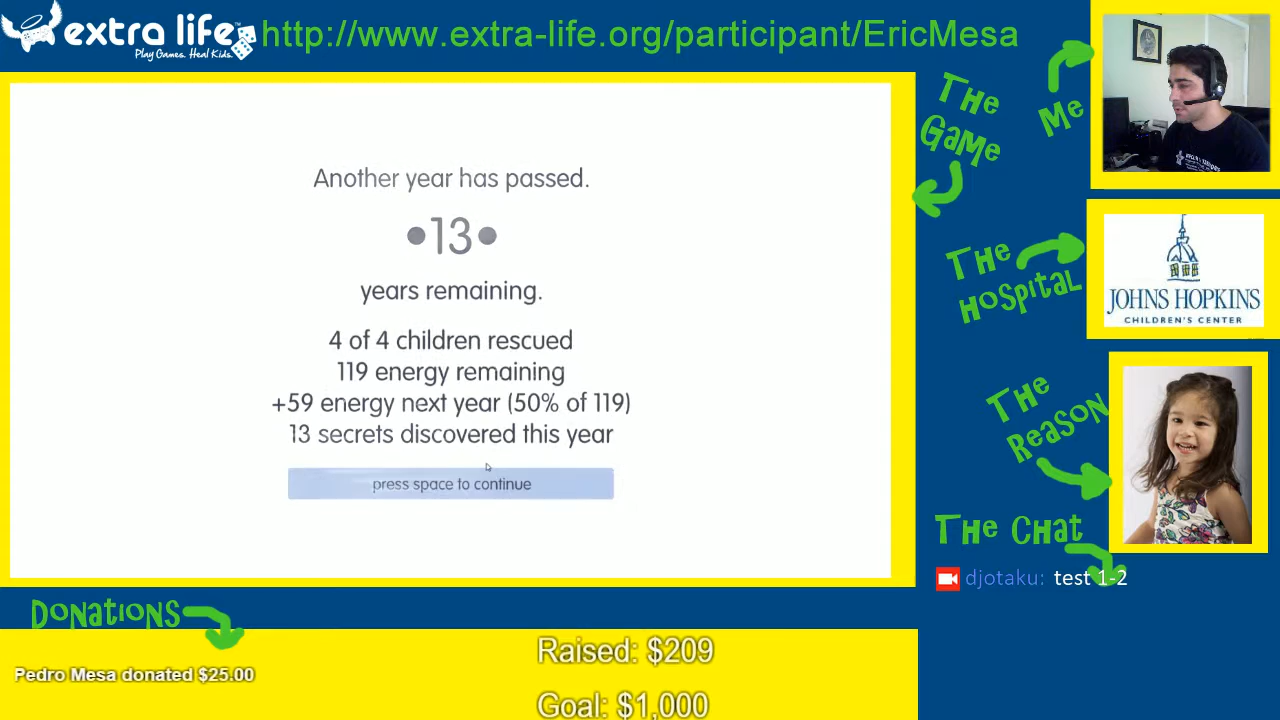 extra life
Play Games. Heal Kids.
http://www.extra-life.org/participant/EricMesa
Me
The
Game
Another year has passed.
•13•
years remaining.
4 of 4 children rescued
119 energy remaining
+59 energy next year (50% of 119)
13 secrets discovered this year
press space to continue
The
Hospital
JOHNS HOPKINS
CHILDREN'S CENTER
The
Reason
The Chat
djotaku: test 1-2
Donations
Pedro Mesa donated $25.00
Raised: $209
Goal: $1,000